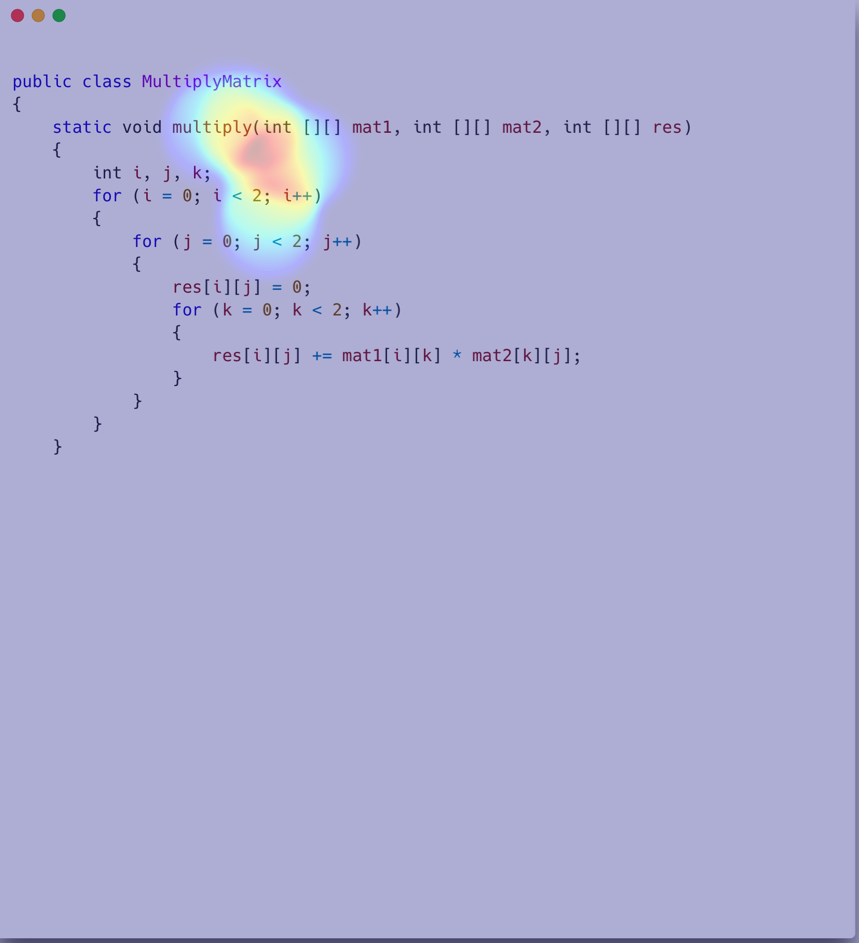 public class MultiplyMatrix
{
    static void multiply(int [][] mat1, int [][] mat2, int [][] res)
    {
        int i, j, k;
        for (i = 0; i < 2; i++)
        {
            for (j = 0; j < 2; j++)
            {
                res[i][j] = 0;
                for (k = 0; k < 2; k++)
                {
                    res[i][j] += mat1[i][k] * mat2[k][j];
                }
            }
        }
    }